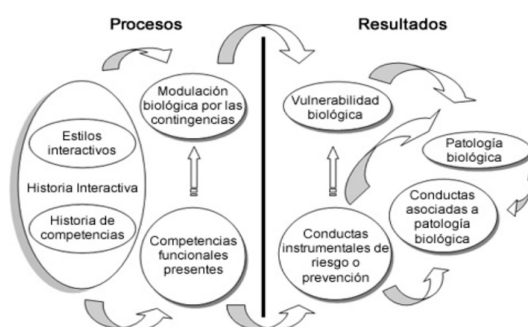 Procesos
Resultados
Modulación
biológica por las
contingencias
Estilos
interactivos
Historia Interactiva
Historia de
competencias
Competencias
funcionales
presentes
Vulnerabilidad
biológica
Patología
biológica
Conductas
asociadas a
patología
biológica
Conductas
instrumentales de
riesgo o
prevención